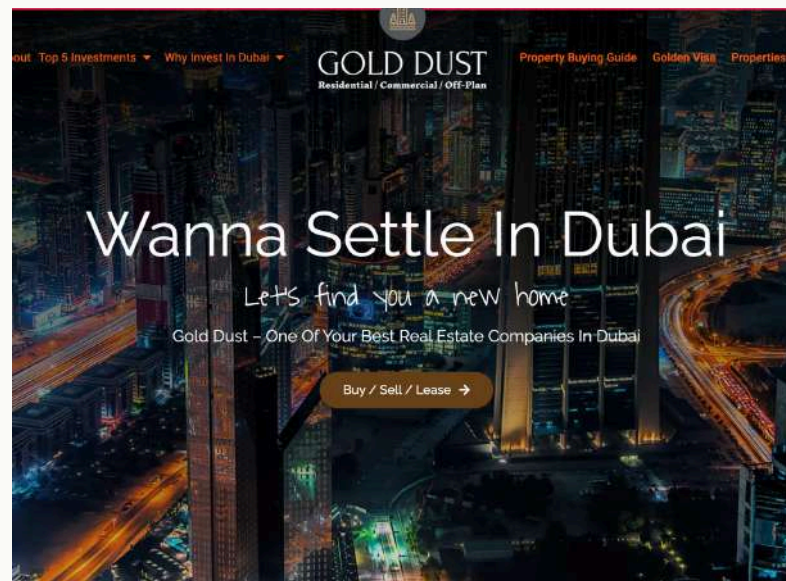 Top 5 Investments
Why Invest In Dubai
GOLD DUST
Residential / Commercial / Off-Plan
Property Buying Guide
Golden Visa
Properties
Wanna Settle In Dubai
Let's find you a new home
Gold Dust – One Of Your Best Real Estate Companies In Dubai
Buy / Sell / Lease →